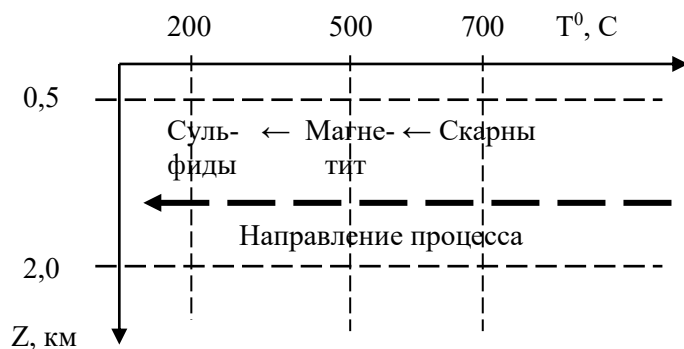 200 500 700 T⁰, C
0,5
Суль- ← Магне- ← Скарны
фиды тит
Направление процесса
2,0
Z, км